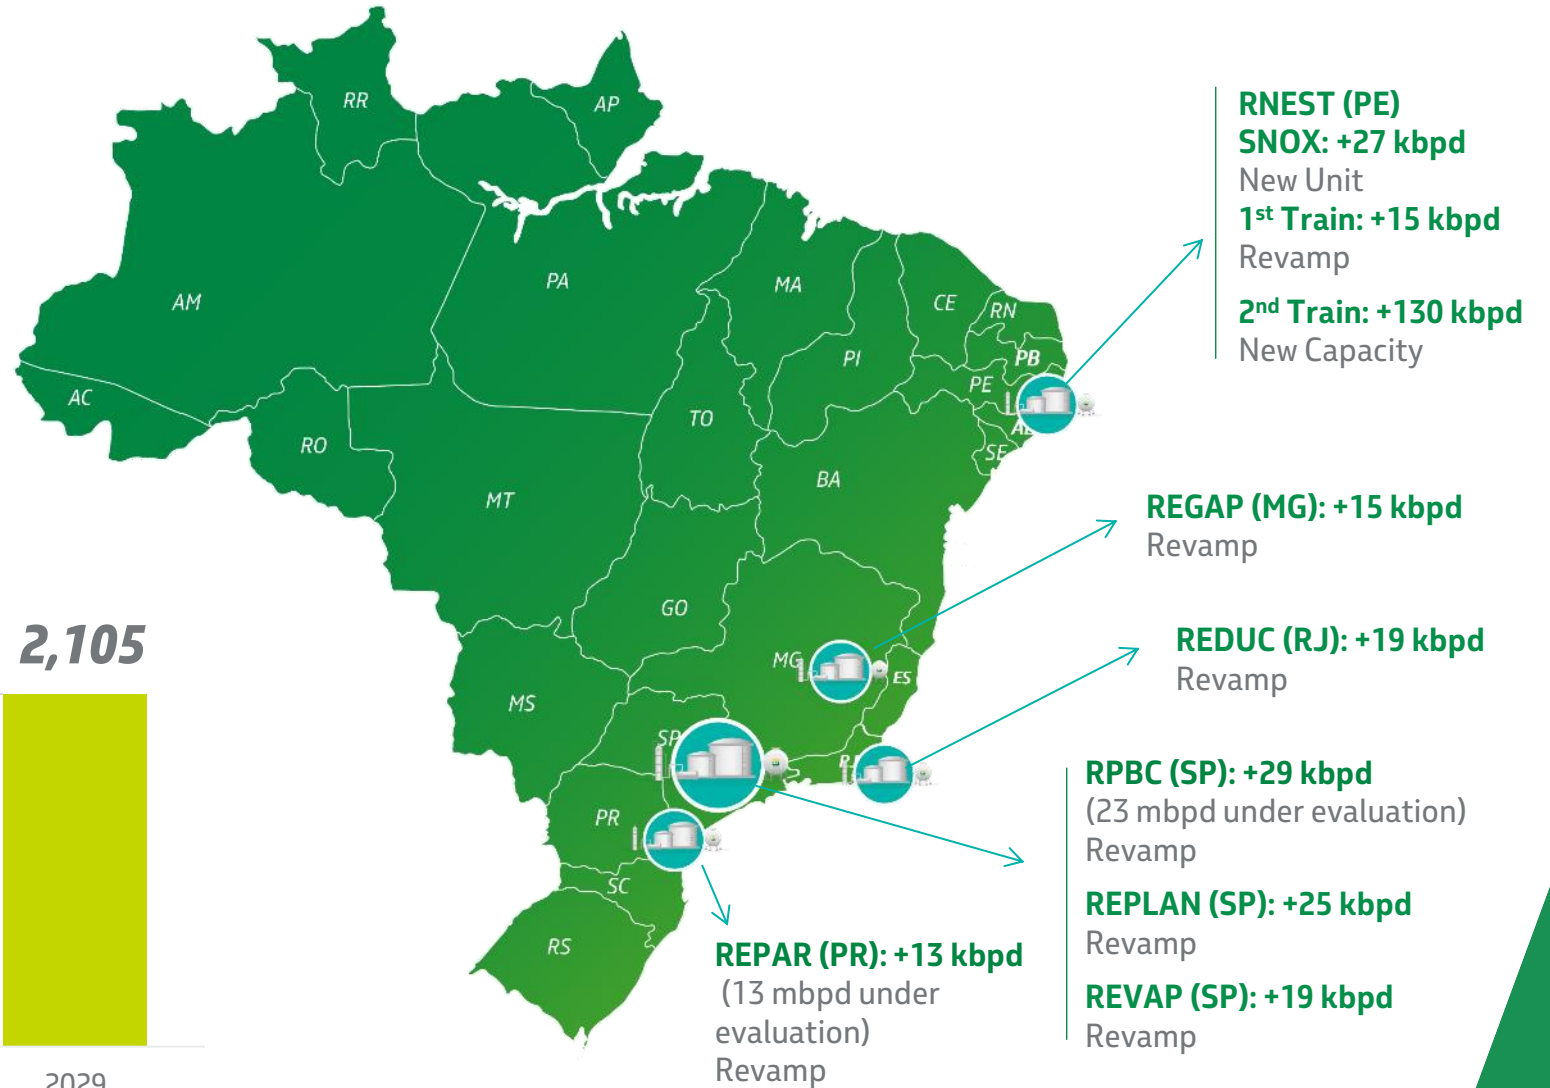 RR
AP
AM
PA
MA
CE
RN
PB
PI
PE
AC
TO
AL
SE
RO
BA
MT
GO
MG
ES
MS
SP
RJ
PR
SC
RS
RNEST (PE)
SNOX: +27 kbpd
New Unit
1st Train: +15 kbpd
Revamp
2nd Train: +130 kbpd
New Capacity
REGAP (MG): +15 kbpd
Revamp
REDUC (RJ): +19 kbpd
Revamp
RPBC (SP): +29 kbpd
(23 mbpd under evaluation)
Revamp
REPLAN (SP): +25 kbpd
Revamp
REVAP (SP): +19 kbpd
Revamp
REPAR (PR): +13 kbpd
(13 mbpd under
evaluation)
Revamp
2,105
2029